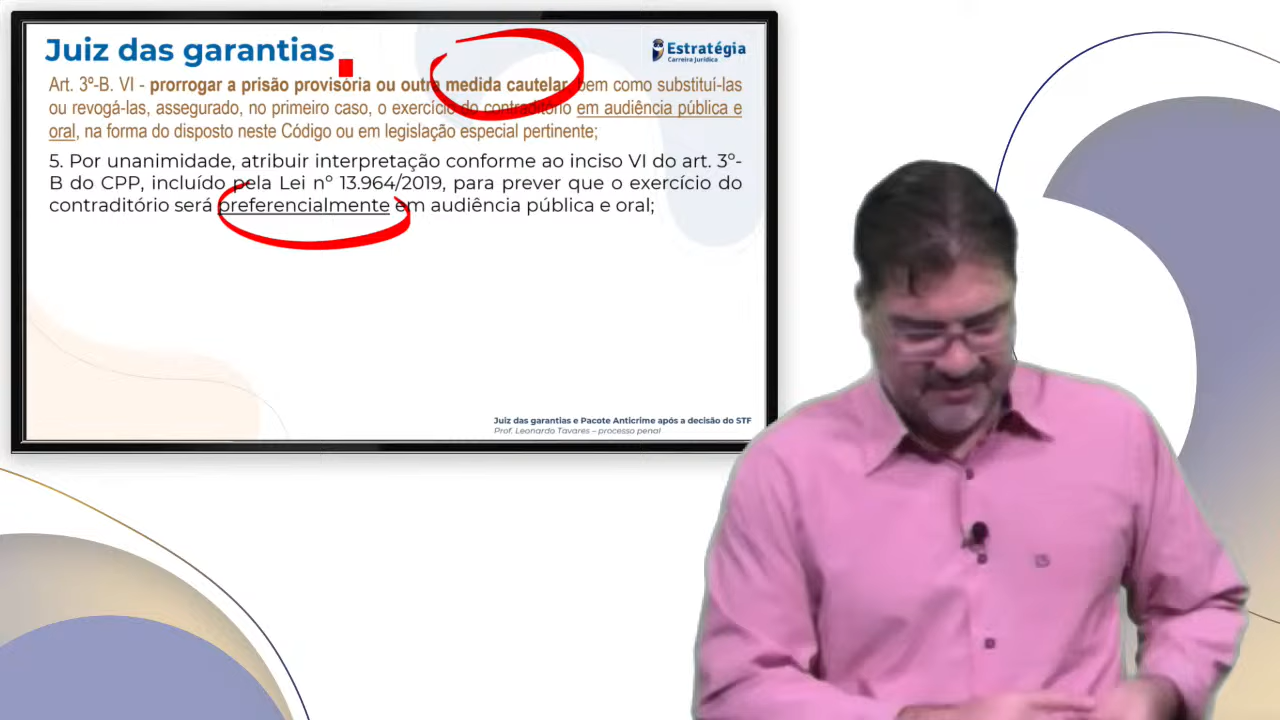 Juiz das garantias
Estratégia
Carreira Jurídica
Art. 3º-B. VI - prorrogar a prisão provisória ou outra medida cautelar, bem como substituí-las
ou revogá-las, assegurado, no primeiro caso, o exercício do contraditório em audiência pública e
oral, na forma do disposto neste Código ou em legislação especial pertinente;
5. Por unanimidade, atribuir interpretação conforme ao inciso VI do art. 3º-
B do CPP, incluído pela Lei nº 13.964/2019, para prever que o exercício do
contraditório será preferencialmente em audiência pública e oral;
Juiz das garantias e Pacote Anticrime após a decisão do STF
Prof. Leonardo Tavares – processo penal